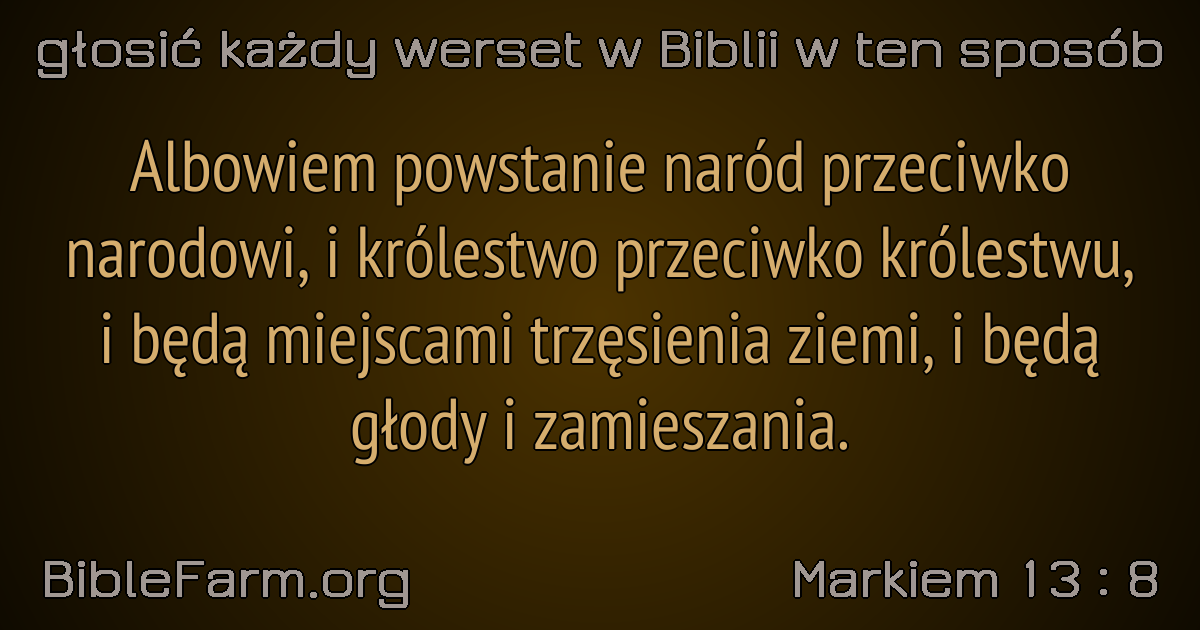 głosić każdy werset w Biblii w ten sposób
Albowiem powstanie naród przeciwko
narodowi, i królestwo przeciwko królestwu,
i będą miejscami trzęsienia ziemi, i będą
głody i zamieszania.
BibleFarm.org
Markiem 13 : 8